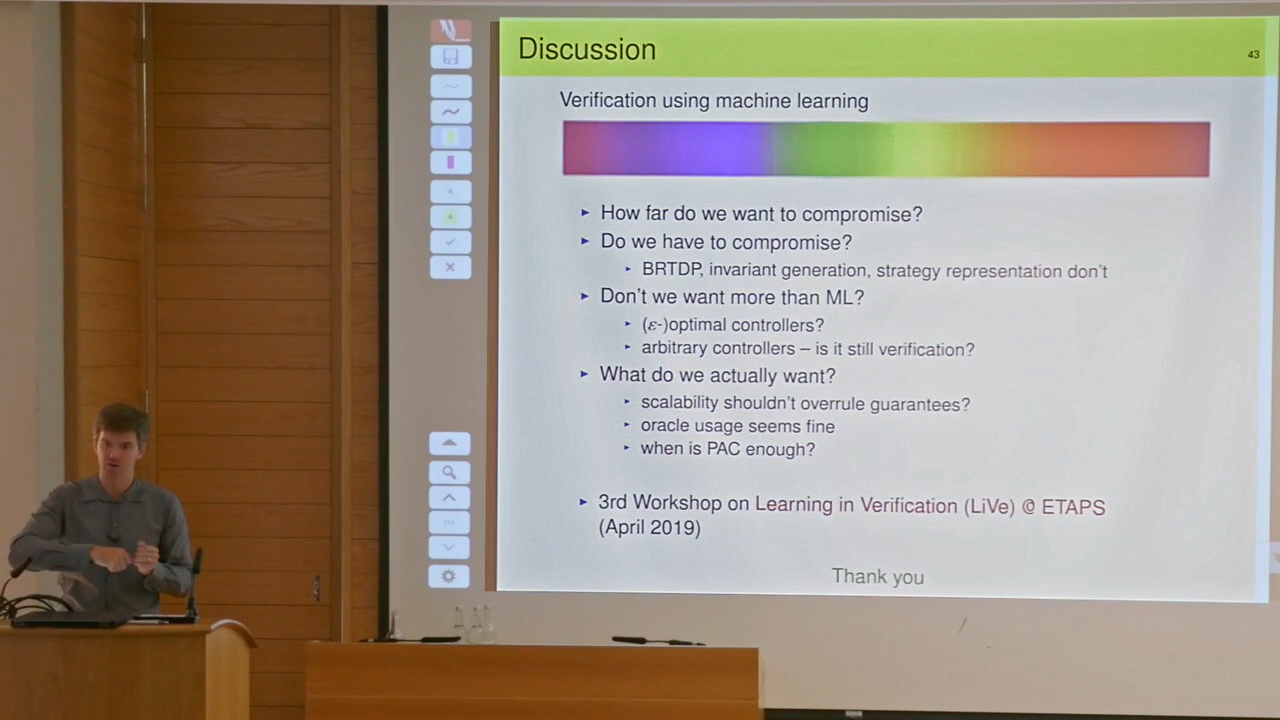 Discussion
43
Verification using machine learning
How far do we want to compromise?
Do we have to compromise?
BRTDP, invariant generation, strategy representation don't
Don't we want more than ML?
(ε-)optimal controllers?
arbitrary controllers – is it still verification?
What do we actually want?
scalability shouldn't overrule guarantees?
oracle usage seems fine
when is PAC enough?
3rd Workshop on Learning in Verification (LiVe) @ ETAPS
(April 2019)
Thank you